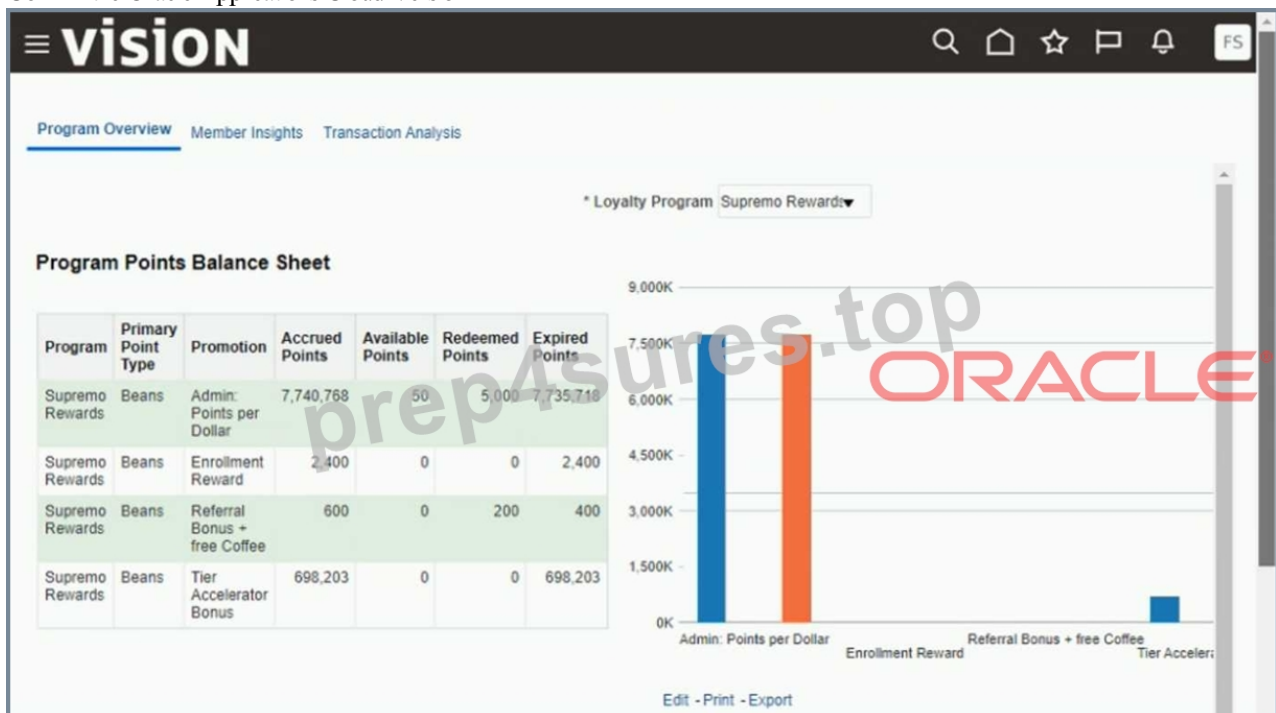 VISION
FS
Program Overview Member Insights Transaction Analysis
* Loyalty Program Supremo Rewards
Program Points Balance Sheet
Program Primary Point Type Promotion Accrued Points Available Points Redeemed Points Expired Points
Supremo Rewards Beans Admin: Points per Dollar 7,740,768 50 5,000 7,735,718
Supremo Rewards Beans Enrollment Reward 2,400 0 0 2,400
Supremo Rewards Beans Referral Bonus + free Coffee 600 0 200 400
Supremo Rewards Beans Tier Accelerator Bonus 698,203 0 0 698,203
9,000K
7,500K
6,000K
4,500K
3,000K
1,500K
0K
Admin: Points per Dollar
Enrollment Reward
Referral Bonus + free Coffee
Tier Acceler
Edit - Print - Export
prep4sures.top
ORACLE